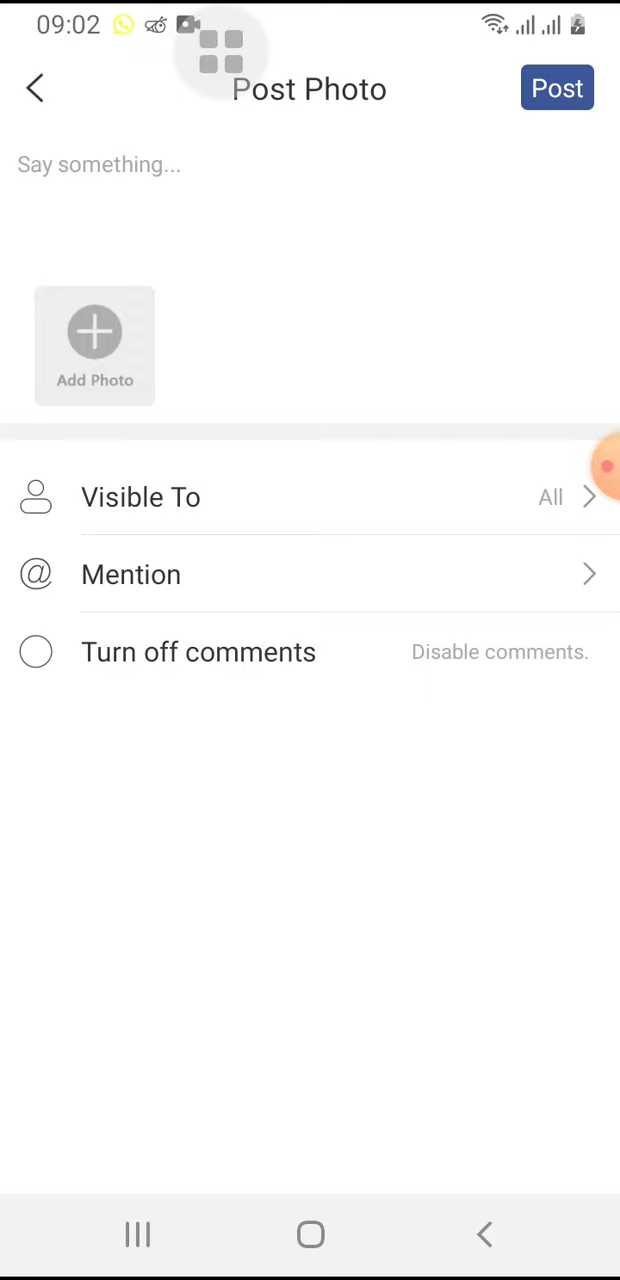 09:02
Post Photo
Post
Say something...
Add Photo
Visible To
All
Mention
Turn off comments
Disable comments.